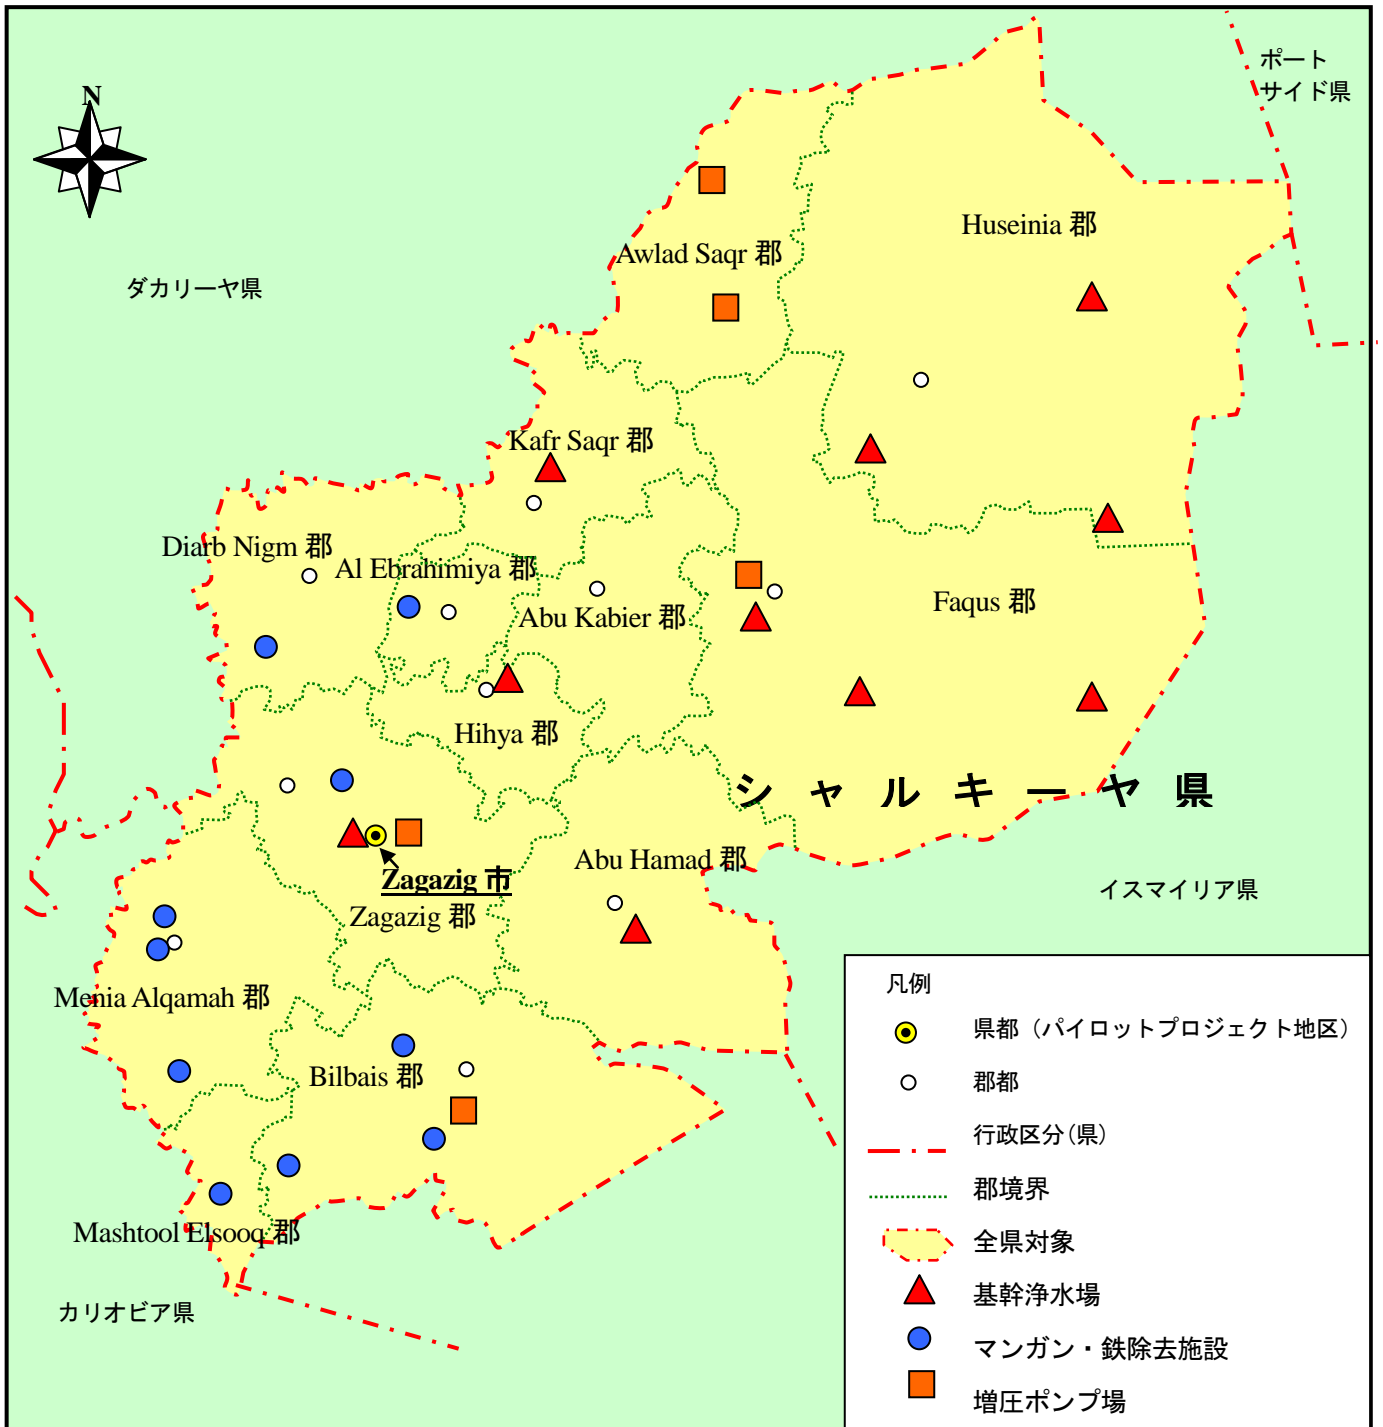 N
ポート
サイド県
Huseinia 郡
Awlad Saqr 郡
ダカリーヤ県
Kafr Saqr 郡
Diarb Nigm 郡
Al Ebrahimiya 郡
Abu Kabier 郡
Faqus 郡
Hihya 郡
シャルキーヤ県
Abu Hamad 郡
Zagazig 市
Zagazig 郡
イスマイリア県
Menia Alqamah 郡
Bilbais 郡
Mashtool Elsooq 郡
カリオビア県
凡例
県都（パイロットプロジェクト地区）
郡都
行政区分(県)
郡境界
全県対象
基幹浄水場
マンガン・鉄除去施設
増圧ポンプ場